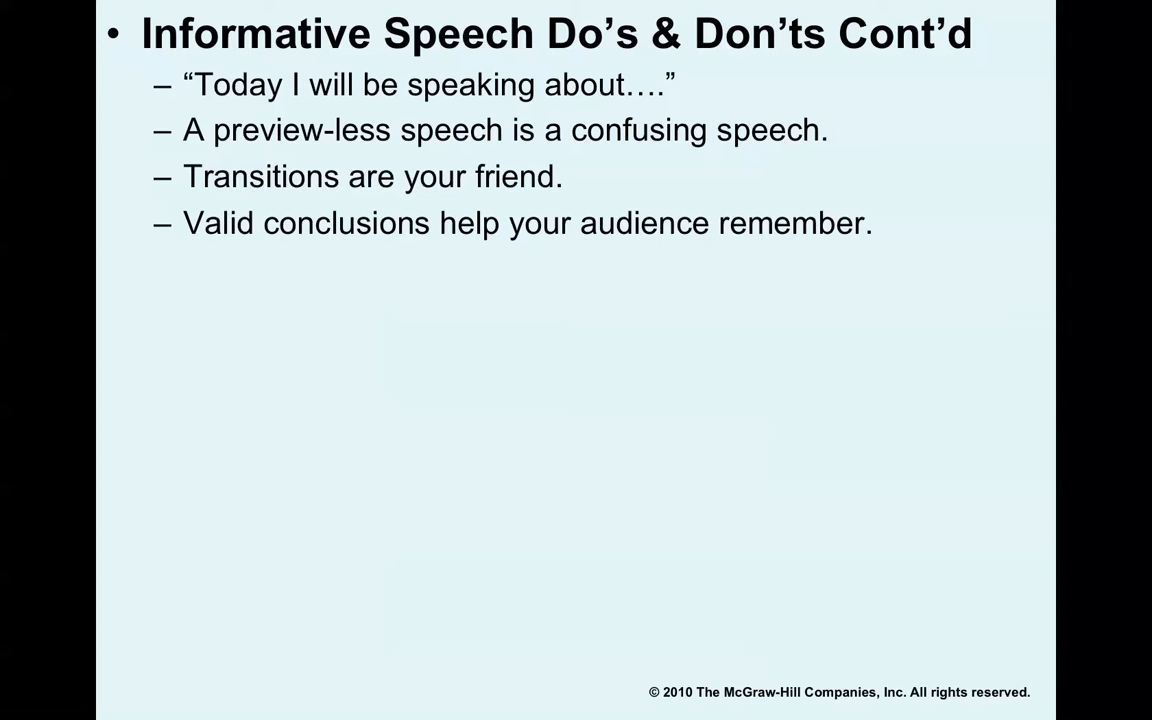 • Informative Speech Do’s & Don’ts Cont’d
– “Today I will be speaking about….”
– A preview-less speech is a confusing speech.
– Transitions are your friend.
– Valid conclusions help your audience remember.
© 2010 The McGraw-Hill Companies, Inc. All rights reserved.